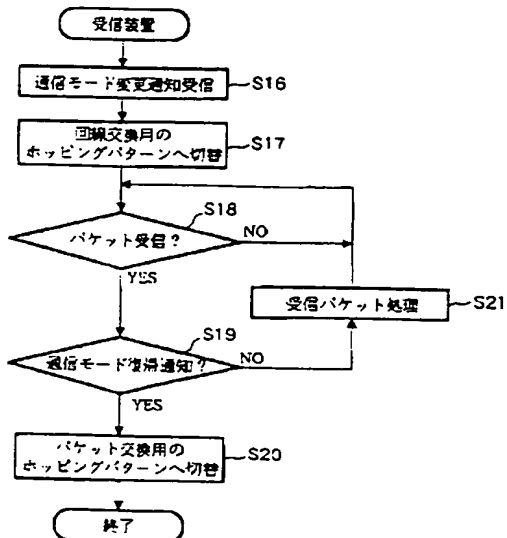 受信装置
通信モード変更通知受信
S16
回線交換用の
ホッピングパターンへ切替
S17
S18
パケット受信?
NO
YES
受信パケット処理
S21
S19
通信モード復帰通知?
NO
YES
パケット交換用の
ホッピングパターンへ切替
S20
終了